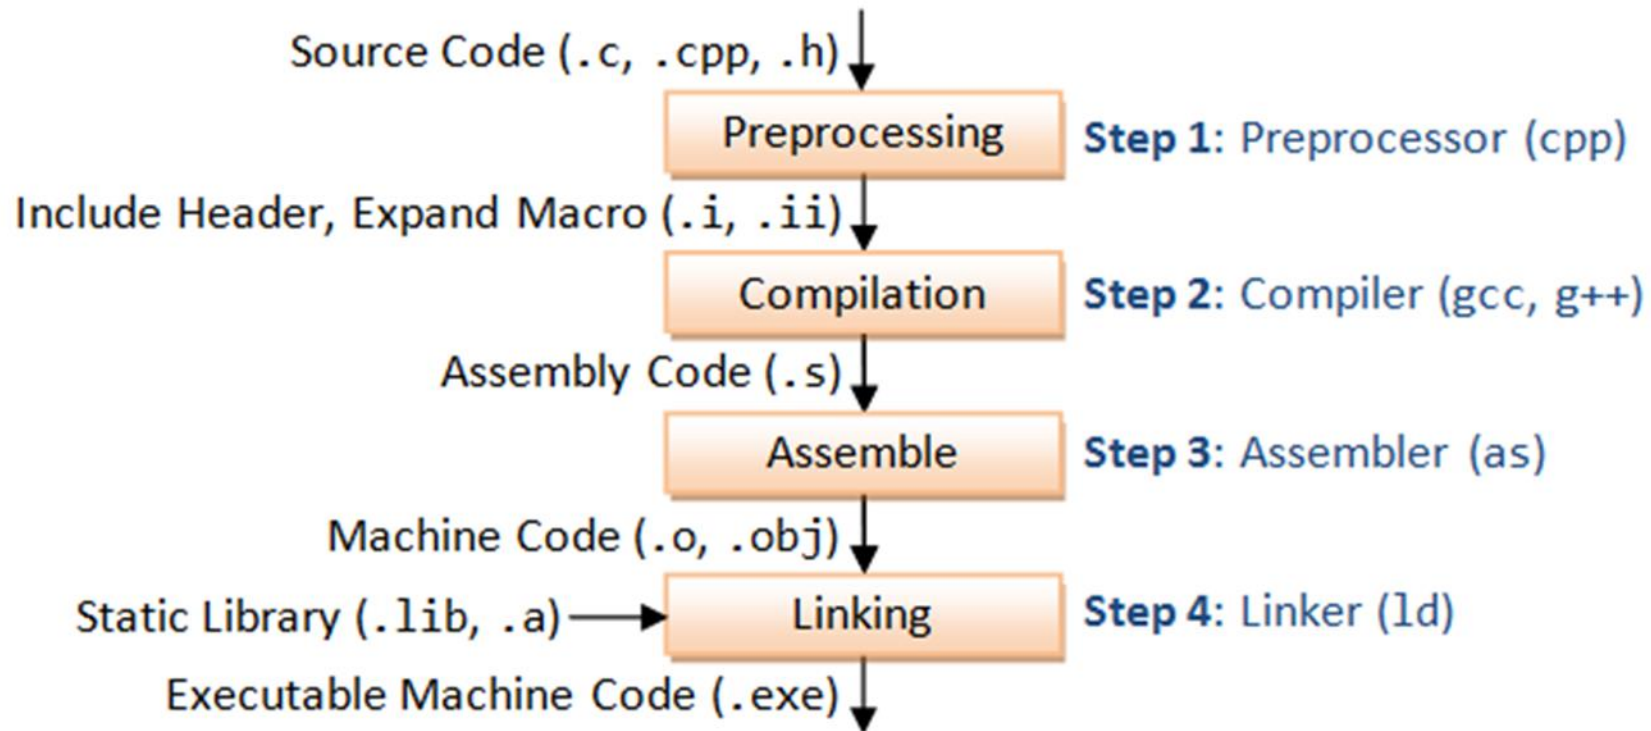 Source Code (.c, .cpp, .h)
Preprocessing
Step 1: Preprocessor (cpp)
Include Header, Expand Macro (.i, .ii)
Compilation
Step 2: Compiler (gcc, g++)
Assembly Code (.s)
Assemble
Step 3: Assembler (as)
Machine Code (.o, .obj)
Static Library (.lib, .a)
Linking
Step 4: Linker (ld)
Executable Machine Code (.exe)